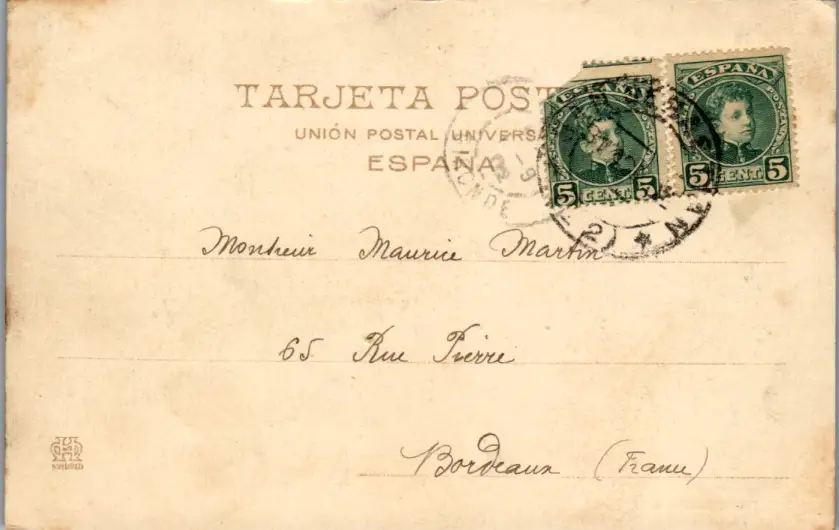 TARJETA POST
UNIÓN POSTAL UNIVERSA
ESPAÑA
ESPAÑA
5 CENT. 5
ESPAÑA
5 CENT. 5
Monsieur Maurice Martin
65 Rue Pierre
Bordeaux (France)
MADRID